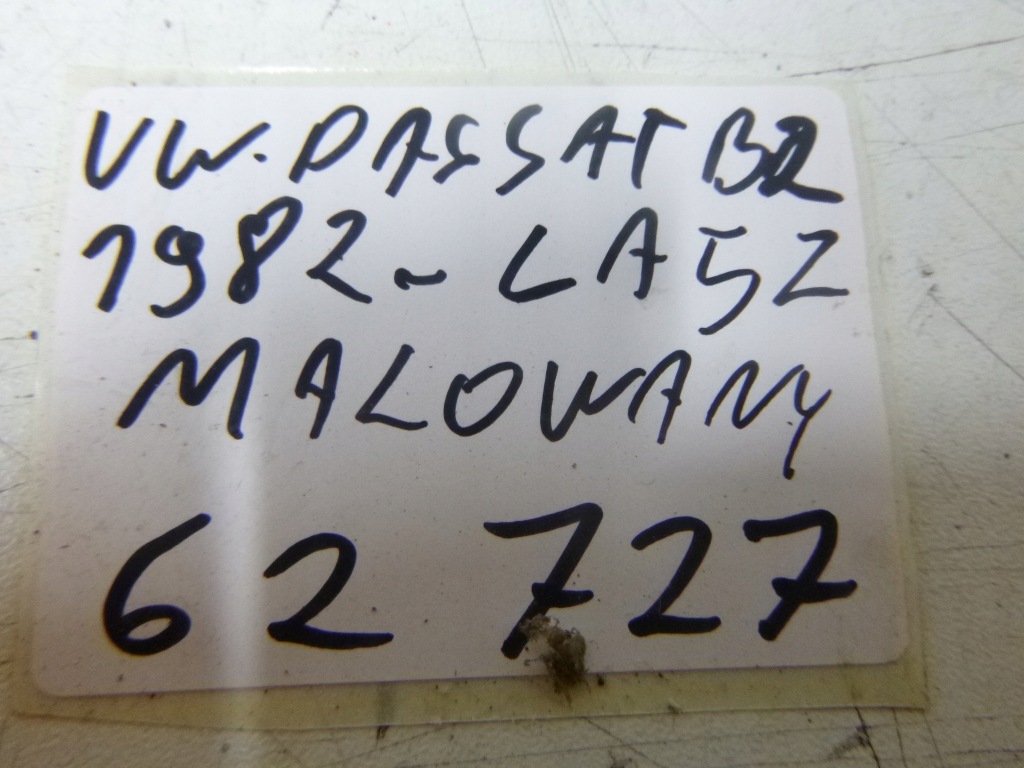 VW. PASSAT B2
1982~ LA5Z
MALOWANY
62 727